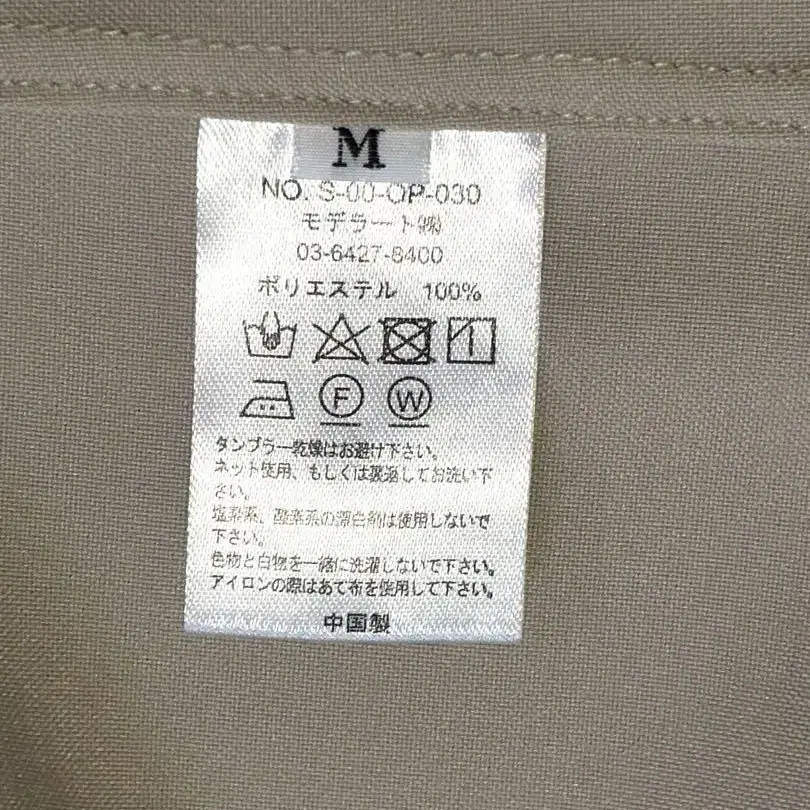 M
NO. S-00-OP-030
モデラート㈱
03-6427-8400
ポリエステル 100%
F W
タンブラー乾燥はお避け下さい。
ネット使用、もしくは裏返してお洗い下
さい。
塩素系、酸素系の漂白剤は使用しないで
下さい。
色物と白物を一緒に洗濯しないで下さい。
アイロンの際はあて布を使用して下さい。
中国製